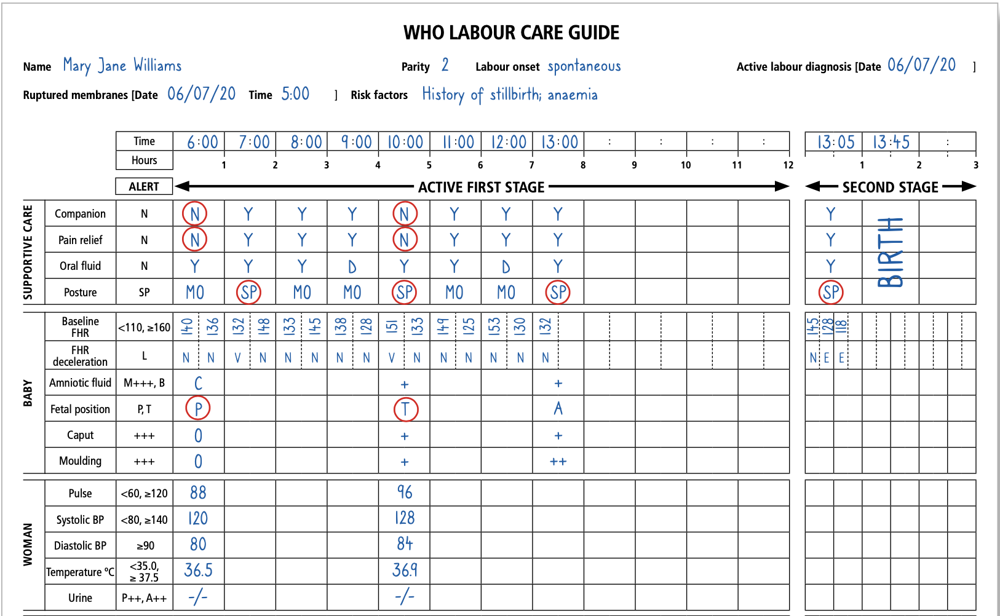 WHO LABOUR CARE GUIDE
Name Mary Jane Williams Parity 2 Labour onset spontaneous Active labour diagnosis [Date 06/07/20 ]
Ruptured membranes [Date 06/07/20 Time 5:00 ] Risk factors History of stillbirth; anaemia
Time 6:00 7:00 8:00 9:00 10:00 11:00 12:00 13:00 : : : : 13:05 13:45 :
Hours 1 2 3 4 5 6 7 8 9 10 11 12 1 2 3
ALERT ACTIVE FIRST STAGE SECOND STAGE
SUPPORTIVE CARE
Companion N N Y Y Y N Y Y Y Y
Pain relief N N Y Y Y N Y Y Y Y
Oral fluid N Y Y Y D Y Y D Y Y
Posture SP MO SP MO MO SP MO MO SP SP
BIRTH
BABY
Baseline FHR <110, ≥160 140 136 132 148 133 145 138 128 151 133 149 125 153 130 132 145 128 118
FHR deceleration L N N V N N N N N V N N N N N N N E E
Amniotic fluid M+++, B C + +
Fetal position P, T P T A
Caput +++ 0 + +
Moulding +++ 0 + ++
WOMAN
Pulse <60, ≥120 88 96
Systolic BP <80, ≥140 120 128
Diastolic BP ≥90 80 84
Temperature ºC <35.0, ≥ 37.5 36.5 36.9
Urine P++, A++ -/- -/-